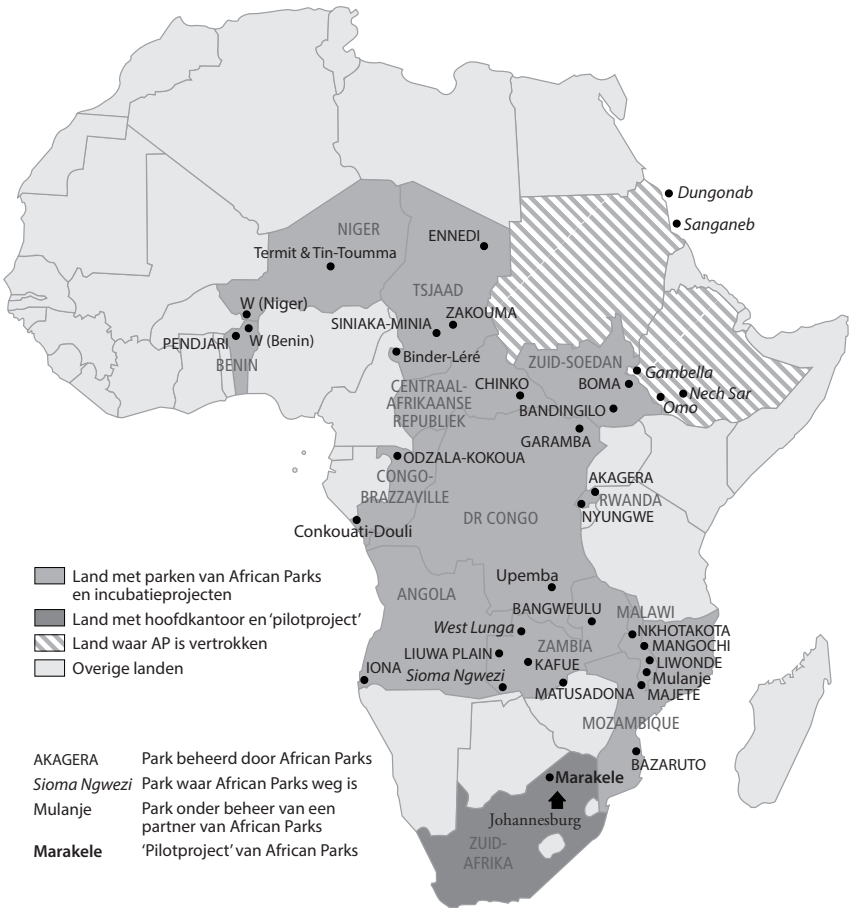 Dungonab
Sanganeb
NIGER
ENNEDI
Termit & Tin-Toumma
TSJAAD
W (Niger)
ZAKOUMA
SINIAKA-MINIA
PENDJARI
W (Benin)
BENIN
Binder-Léré
ZUID-SOEDAN
Gambella
CENTRAAL-
AFRIKAANSE
REPUBLIEK
CHINKO
BOMA
Nech Sar
Omo
BANDINGILO
GARAMBA
ODZALA-KOKOUA
CONGO-
BRAZZAVILLE
AKAGERA
RWANDA
NYUNGWE
DR CONGO
Conkouati-Douli
Land met parken van African Parks
en incubatieprojecten
Land met hoofdkantoor en ‘pilotproject’
Land waar AP is vertrokken
Overige landen
Upemba
ANGOLA
BANGWEULU
MALAWI
West Lunga
NKHOTAKOTA
ZAMBIA
MANGOCHI
LIUWA PLAIN
KAFUE
LIWONDE
IONA
Sioma Ngwezi
Mulanje
MATUSADONA
MAJETE
MOZAMBIQUE
BAZARUTO
Marakele
Johannesburg
ZUID-
AFRIKA
AKAGERA Park beheerd door African Parks
Sioma Ngwezi Park waar African Parks weg is
Mulanje Park onder beheer van een
partner van African Parks
Marakele ‘Pilotproject’ van African Parks